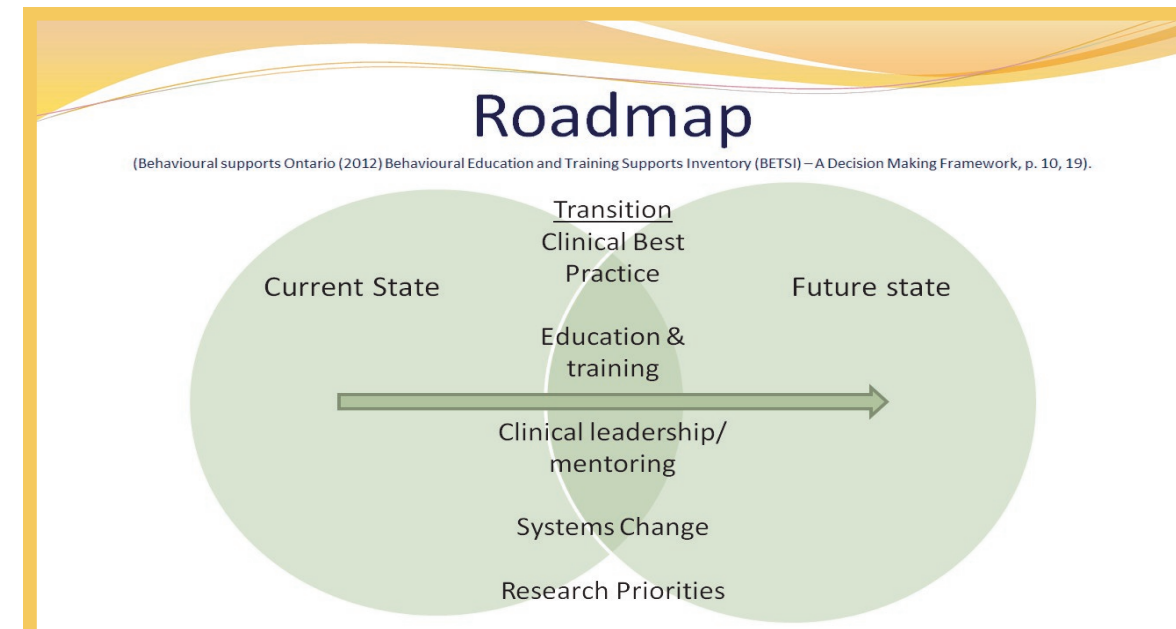 Roadmap
(Behavioural supports Ontario (2012) Behavioural Education and Training Supports Inventory (BETSI) – A Decision Making Framework, p. 10, 19).
Transition
Clinical Best
Practice
Current State
Future state
Education &
training
Clinical leadership/
mentoring
Systems Change
Research Priorities